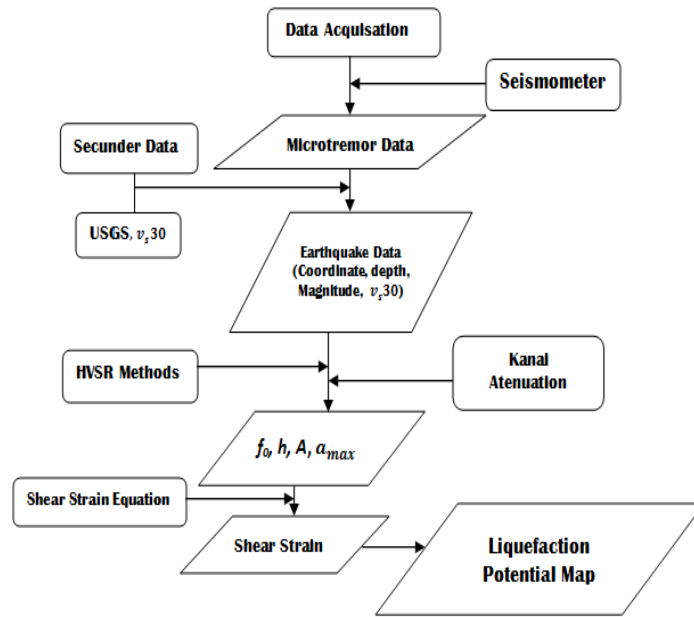 Data Acquisation
Seismometer
Microtremor Data
Secunder Data
USGS, 𝑣ₛ30
Earthquake Data
(Coordinate, depth,
Magnitude, 𝑣ₛ30)
HVSR Methods
Kanal
Atenuation
f₀, h, A, aₘₐₓ
Shear Strain Equation
Shear Strain
Liquefaction
Potential Map